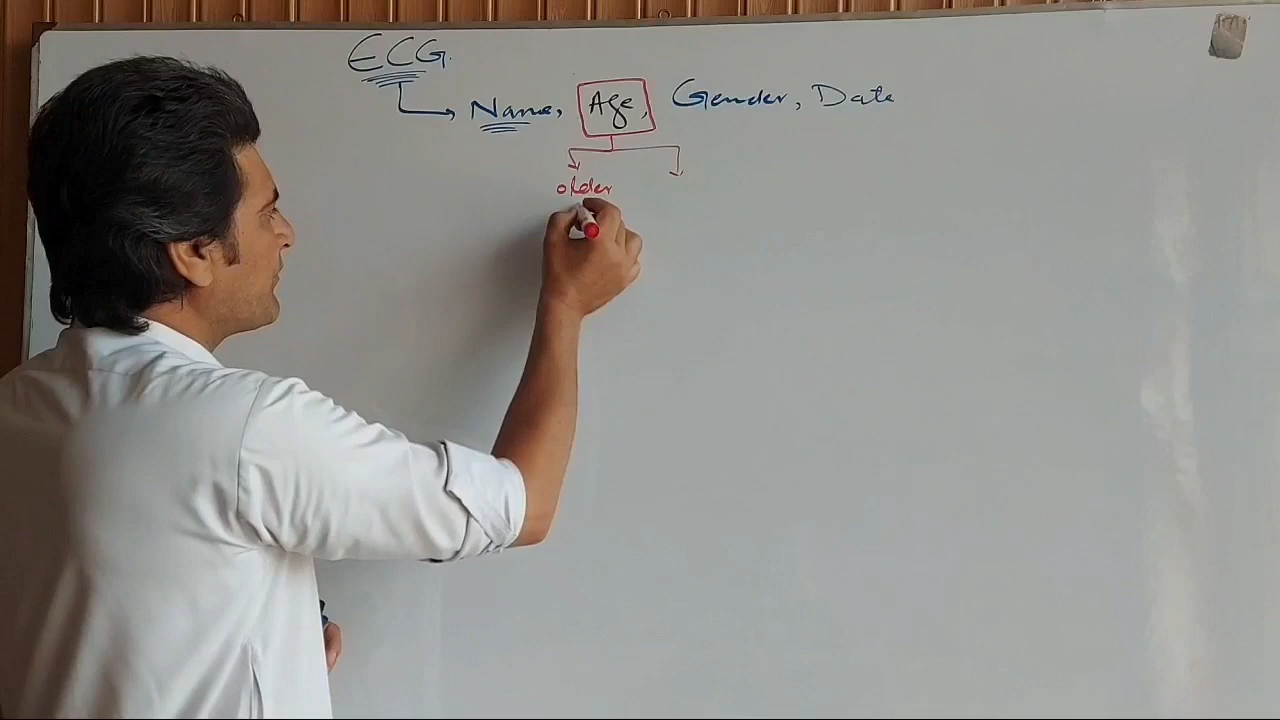 ECG.
Name, Age, Gender, Date
older